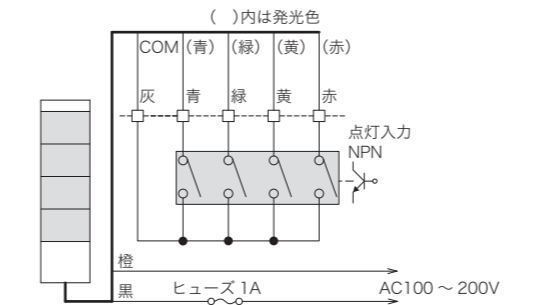 （　）内は発光色
COM（青）（緑）（黄）（赤）
灰 青 緑 黄 赤
点灯入力
NPN
橙
黒 ヒューズ 1A AC100 ～ 200V